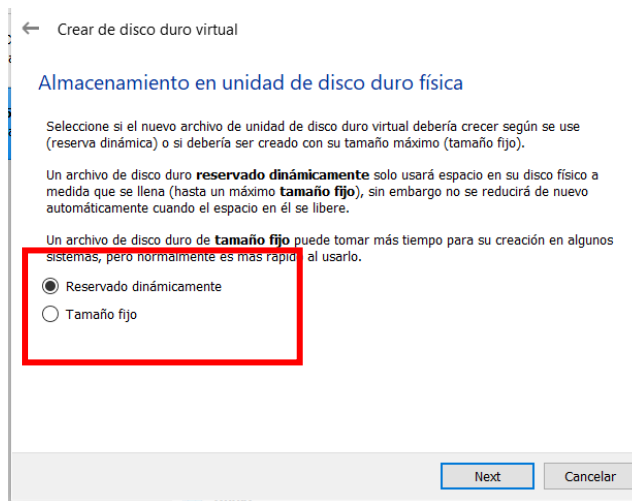 Crear de disco duro virtual
Almacenamiento en unidad de disco duro física
Seleccione si el nuevo archivo de unidad de disco duro virtual debería crecer según se use
(reserva dinámica) o si debería ser creado con su tamaño máximo (tamaño fijo).
Un archivo de disco duro reservado dinámicamente solo usará espacio en su disco físico a
medida que se llena (hasta un máximo tamaño fijo), sin embargo no se reducirá de nuevo
automáticamente cuando el espacio en él se libere.
Un archivo de disco duro de tamaño fijo puede tomar más tiempo para su creación en algunos
sistemas, pero normalmente es más rápido al usarlo.
Reservado dinámicamente
Tamaño fijo
Next Cancelar